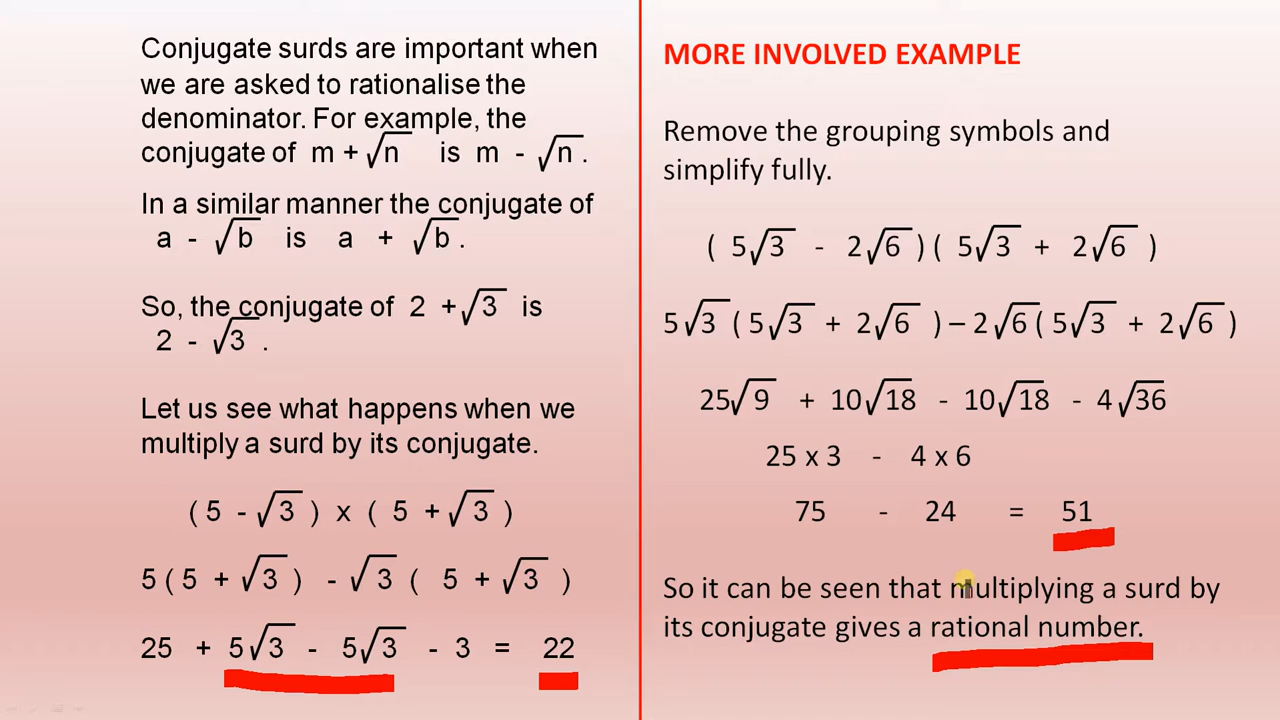 Conjugate surds are important when
we are asked to rationalise the
denominator. For example, the
conjugate of m + √n is m - √n .
In a similar manner the conjugate of
a - √b is a + √b .
So, the conjugate of 2 + √3 is
2 - √3 .
Let us see what happens when we
multiply a surd by its conjugate.
( 5 - √3 ) x ( 5 + √3 )
5 ( 5 + √3 ) - √3 ( 5 + √3 )
25 + 5√3 - 5√3 - 3 = 22
MORE INVOLVED EXAMPLE
Remove the grouping symbols and
simplify fully.
( 5√3 - 2√6 ) ( 5√3 + 2√6 )
5√3 ( 5√3 + 2√6 ) – 2√6 ( 5√3 + 2√6 )
25√9 + 10√18 - 10√18 - 4√36
25 x 3 - 4 x 6
75 - 24 = 51
So it can be seen that multiplying a surd by
its conjugate gives a rational number.